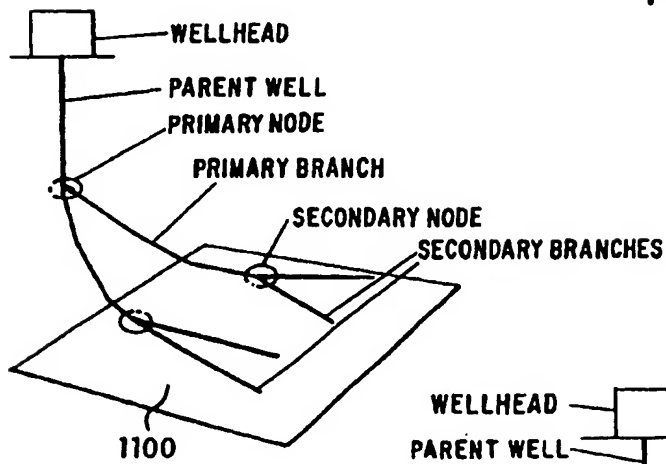 WELLHEAD
PARENT WELL
PRIMARY NODE
PRIMARY BRANCH
SECONDARY NODE
SECONDARY BRANCHES
1100
WELLHEAD
PARENT WELL